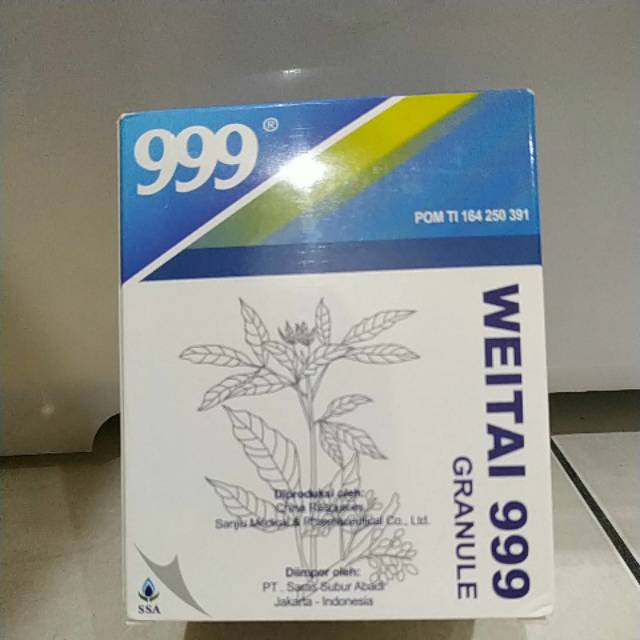 999®
POM TI 164 250 391
WEITAI 999
GRANULE
Diproduksi oleh:
China Resources
Sanjiu Medical & Pharmaceutical Co., Ltd.
Diimpor oleh:
PT. Saras Subur Abadi
Jakarta - Indonesia
SSA